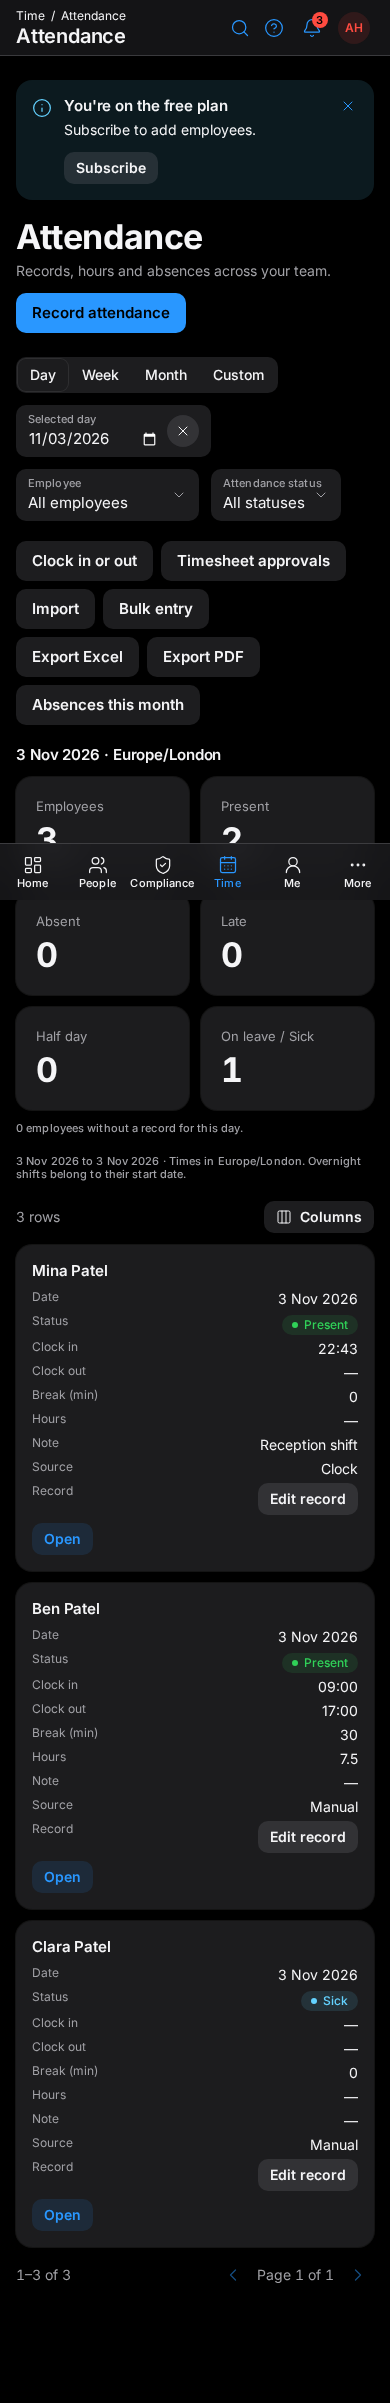 Time / Attendance
Attendance
3
AH
You're on the free plan
Subscribe to add employees.
Subscribe
Attendance
Records, hours and absences across your team.
Record attendance
Day Week Month Custom
Selected day
11/03/2026
Employee
All employees
Attendance status
All statuses
Clock in or out
Timesheet approvals
Import
Bulk entry
Export Excel
Export PDF
Absences this month
3 Nov 2026 · Europe/London
Employees
3
Present
2
Home People Compliance Time Me More
Absent
0
Late
0
Half day
0
On leave / Sick
1
0 employees without a record for this day.
3 Nov 2026 to 3 Nov 2026 · Times in Europe/London. Overnight
shifts belong to their start date.
3 rows
Columns
Mina Patel
Date 3 Nov 2026
Status Present
Clock in 22:43
Clock out —
Break (min) 0
Hours —
Note Reception shift
Source Clock
Record Edit record
Open
Ben Patel
Date 3 Nov 2026
Status Present
Clock in 09:00
Clock out 17:00
Break (min) 30
Hours 7.5
Note —
Source Manual
Record Edit record
Open
Clara Patel
Date 3 Nov 2026
Status Sick
Clock in —
Clock out —
Break (min) 0
Hours —
Note —
Source Manual
Record Edit record
Open
1–3 of 3
Page 1 of 1